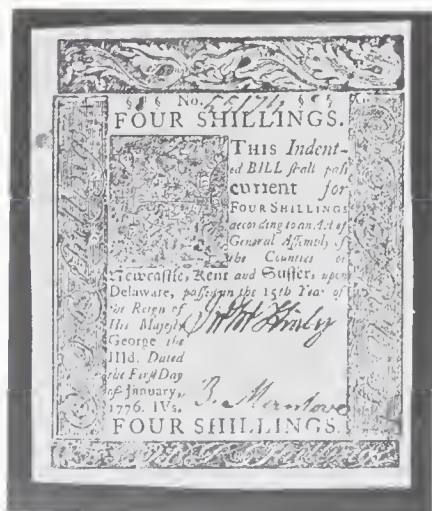 No. 55171,
FOUR SHILLINGS.
THIS Indent-
ed BILL ſhall paſs
current for
FOUR SHILLINGS
according to an Act of
General Aſſembly of
the Counties of
Newcaſtle, Kent and Suſſex, upon
Delaware, paſſed in the 15th Year of
the Reign of
His Majeſty
George the
IIId. Dated
the Firſt Day
of January,
1776. IVs.
B. Manlove
FOUR SHILLINGS.